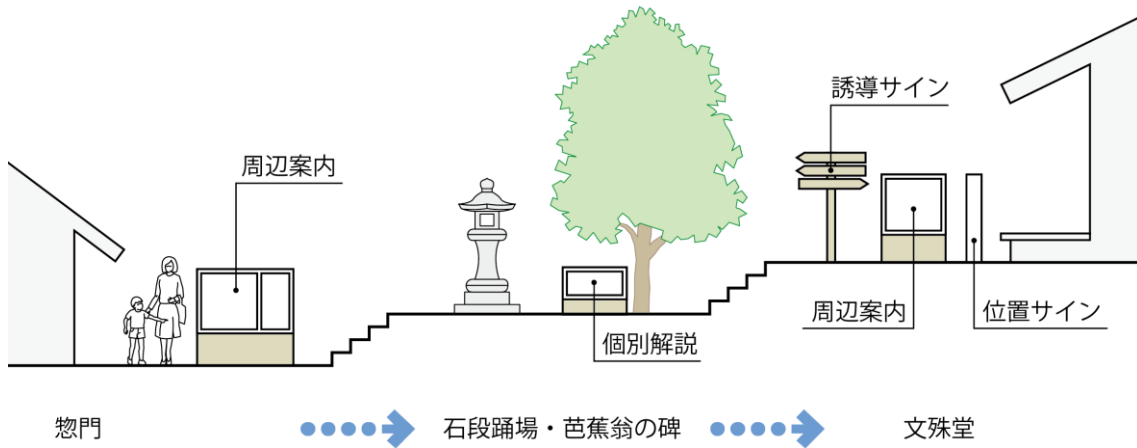 周辺案内
個別解説
誘導サイン
周辺案内
位置サイン
惣門
石段踊場・芭蕉翁の碑
文殊堂